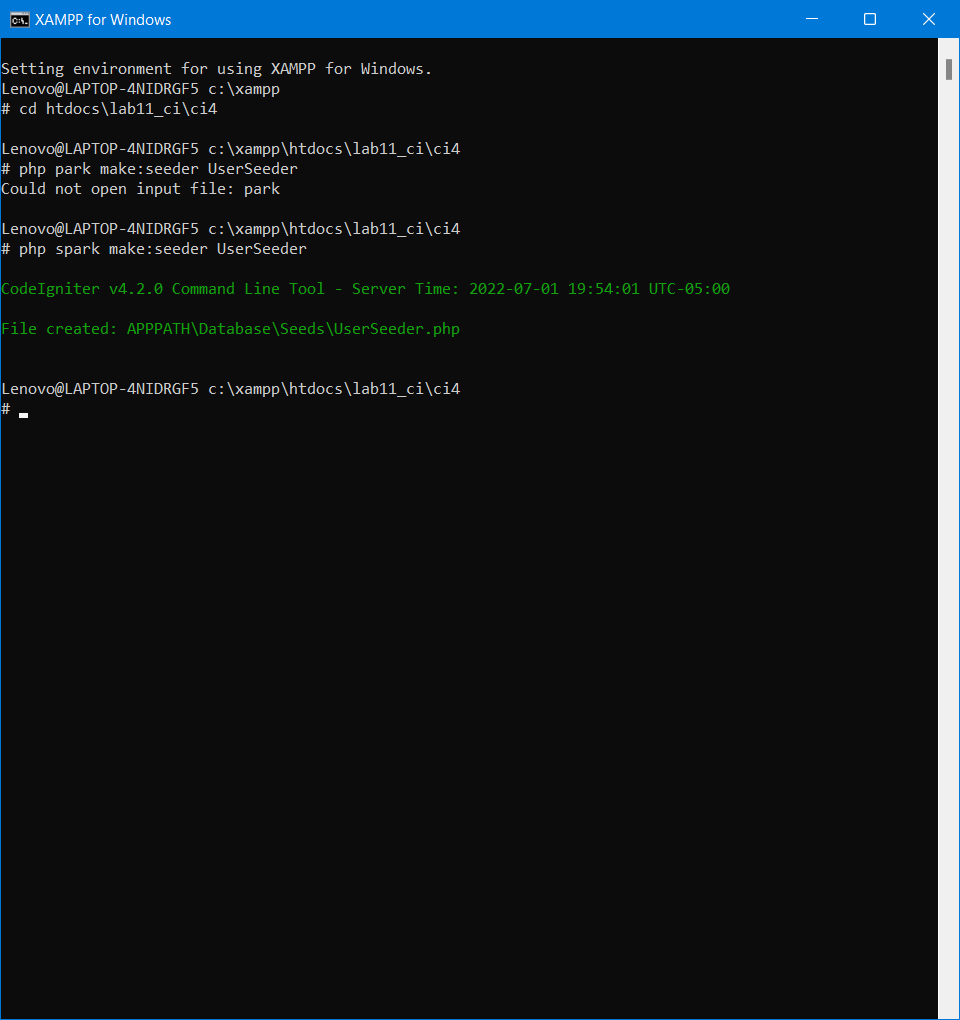 XAMPP for Windows
Setting environment for using XAMPP for Windows.
Lenovo@LAPTOP-4NIDRGF5 c:\xampp
# cd htdocs\lab11_ci\ci4
Lenovo@LAPTOP-4NIDRGF5 c:\xampp\htdocs\lab11_ci\ci4
# php park make:seeder UserSeeder
Could not open input file: park
Lenovo@LAPTOP-4NIDRGF5 c:\xampp\htdocs\lab11_ci\ci4
# php spark make:seeder UserSeeder
CodeIgniter v4.2.0 Command Line Tool - Server Time: 2022-07-01 19:54:01 UTC-05:00
File created: APPPATH\Database\Seeds\UserSeeder.php
Lenovo@LAPTOP-4NIDRGF5 c:\xampp\htdocs\lab11_ci\ci4
#